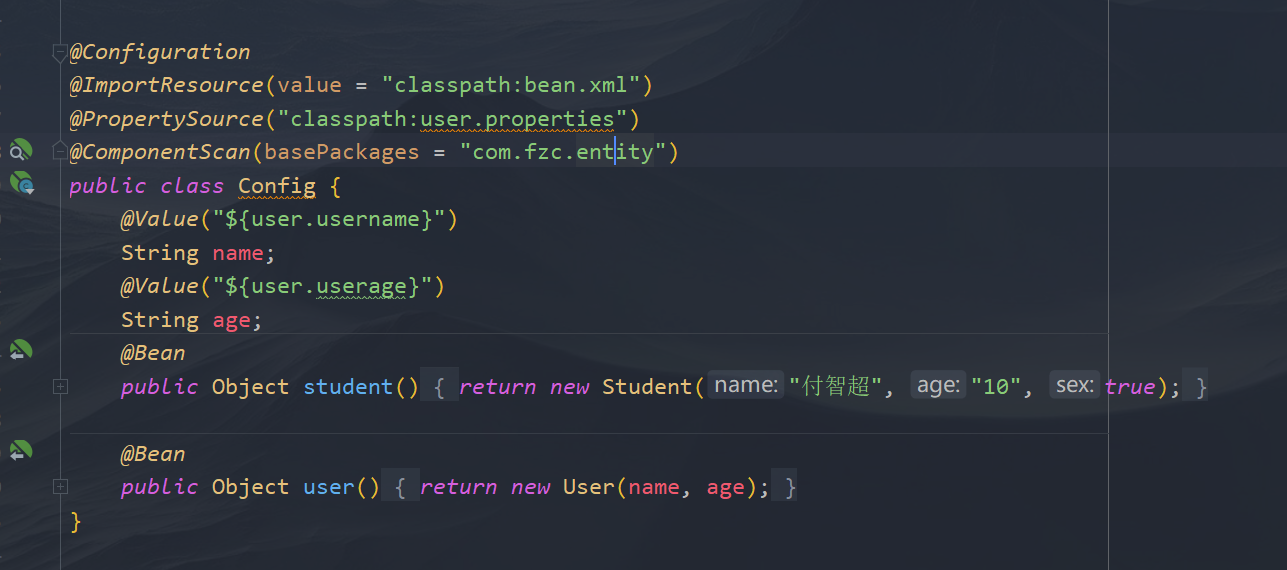 @Configuration
@ImportResource(value = "classpath:bean.xml")
@PropertySource("classpath:user.properties")
@ComponentScan(basePackages = "com.fzc.entity")
public class Config {
@Value("${user.username}")
String name;
@Value("${user.userage}")
String age;
@Bean
public Object student() { return new Student( name: "付智超", age: "10", sex: true); }
@Bean
public Object user() { return new User(name, age); }
}